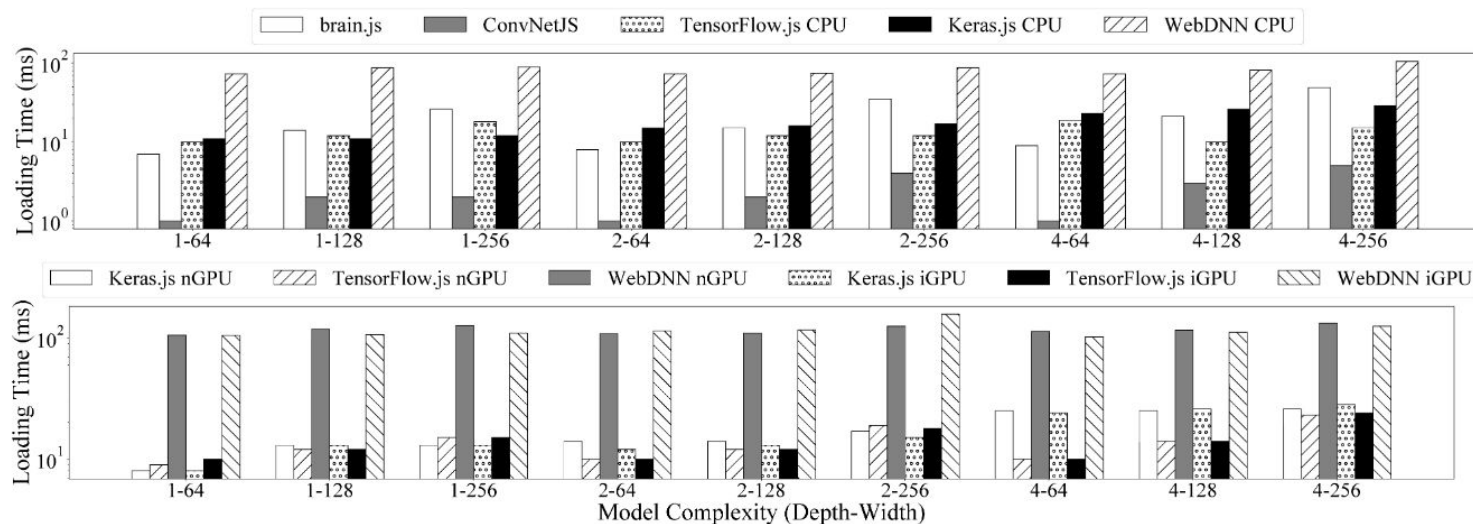 brain.js ConvNetJS TensorFlow.js CPU Keras.js CPU WebDNN CPU
Loading Time (ms)
10²
10¹
10⁰
1-64 1-128 1-256 2-64 2-128 2-256 4-64 4-128 4-256
Keras.js nGPU TensorFlow.js nGPU WebDNN nGPU Keras.js iGPU TensorFlow.js iGPU WebDNN iGPU
Loading Time (ms)
10²
10¹
1-64 1-128 1-256 2-64 2-128 2-256 4-64 4-128 4-256
Model Complexity (Depth-Width)